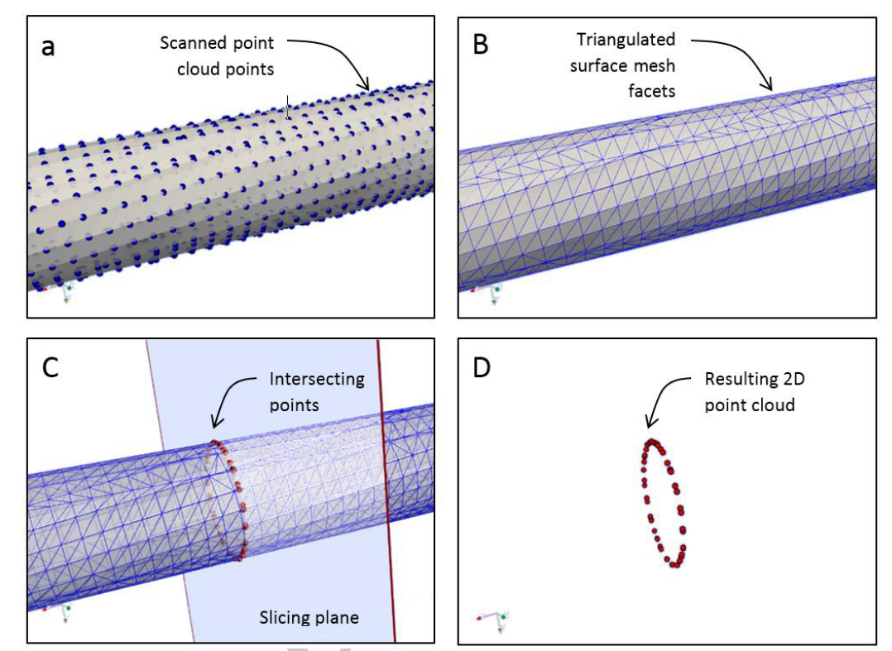 a
Scanned point
cloud points
B
Triangulated
surface mesh
facets
C
Intersecting
points
Slicing plane
D
Resulting 2D
point cloud